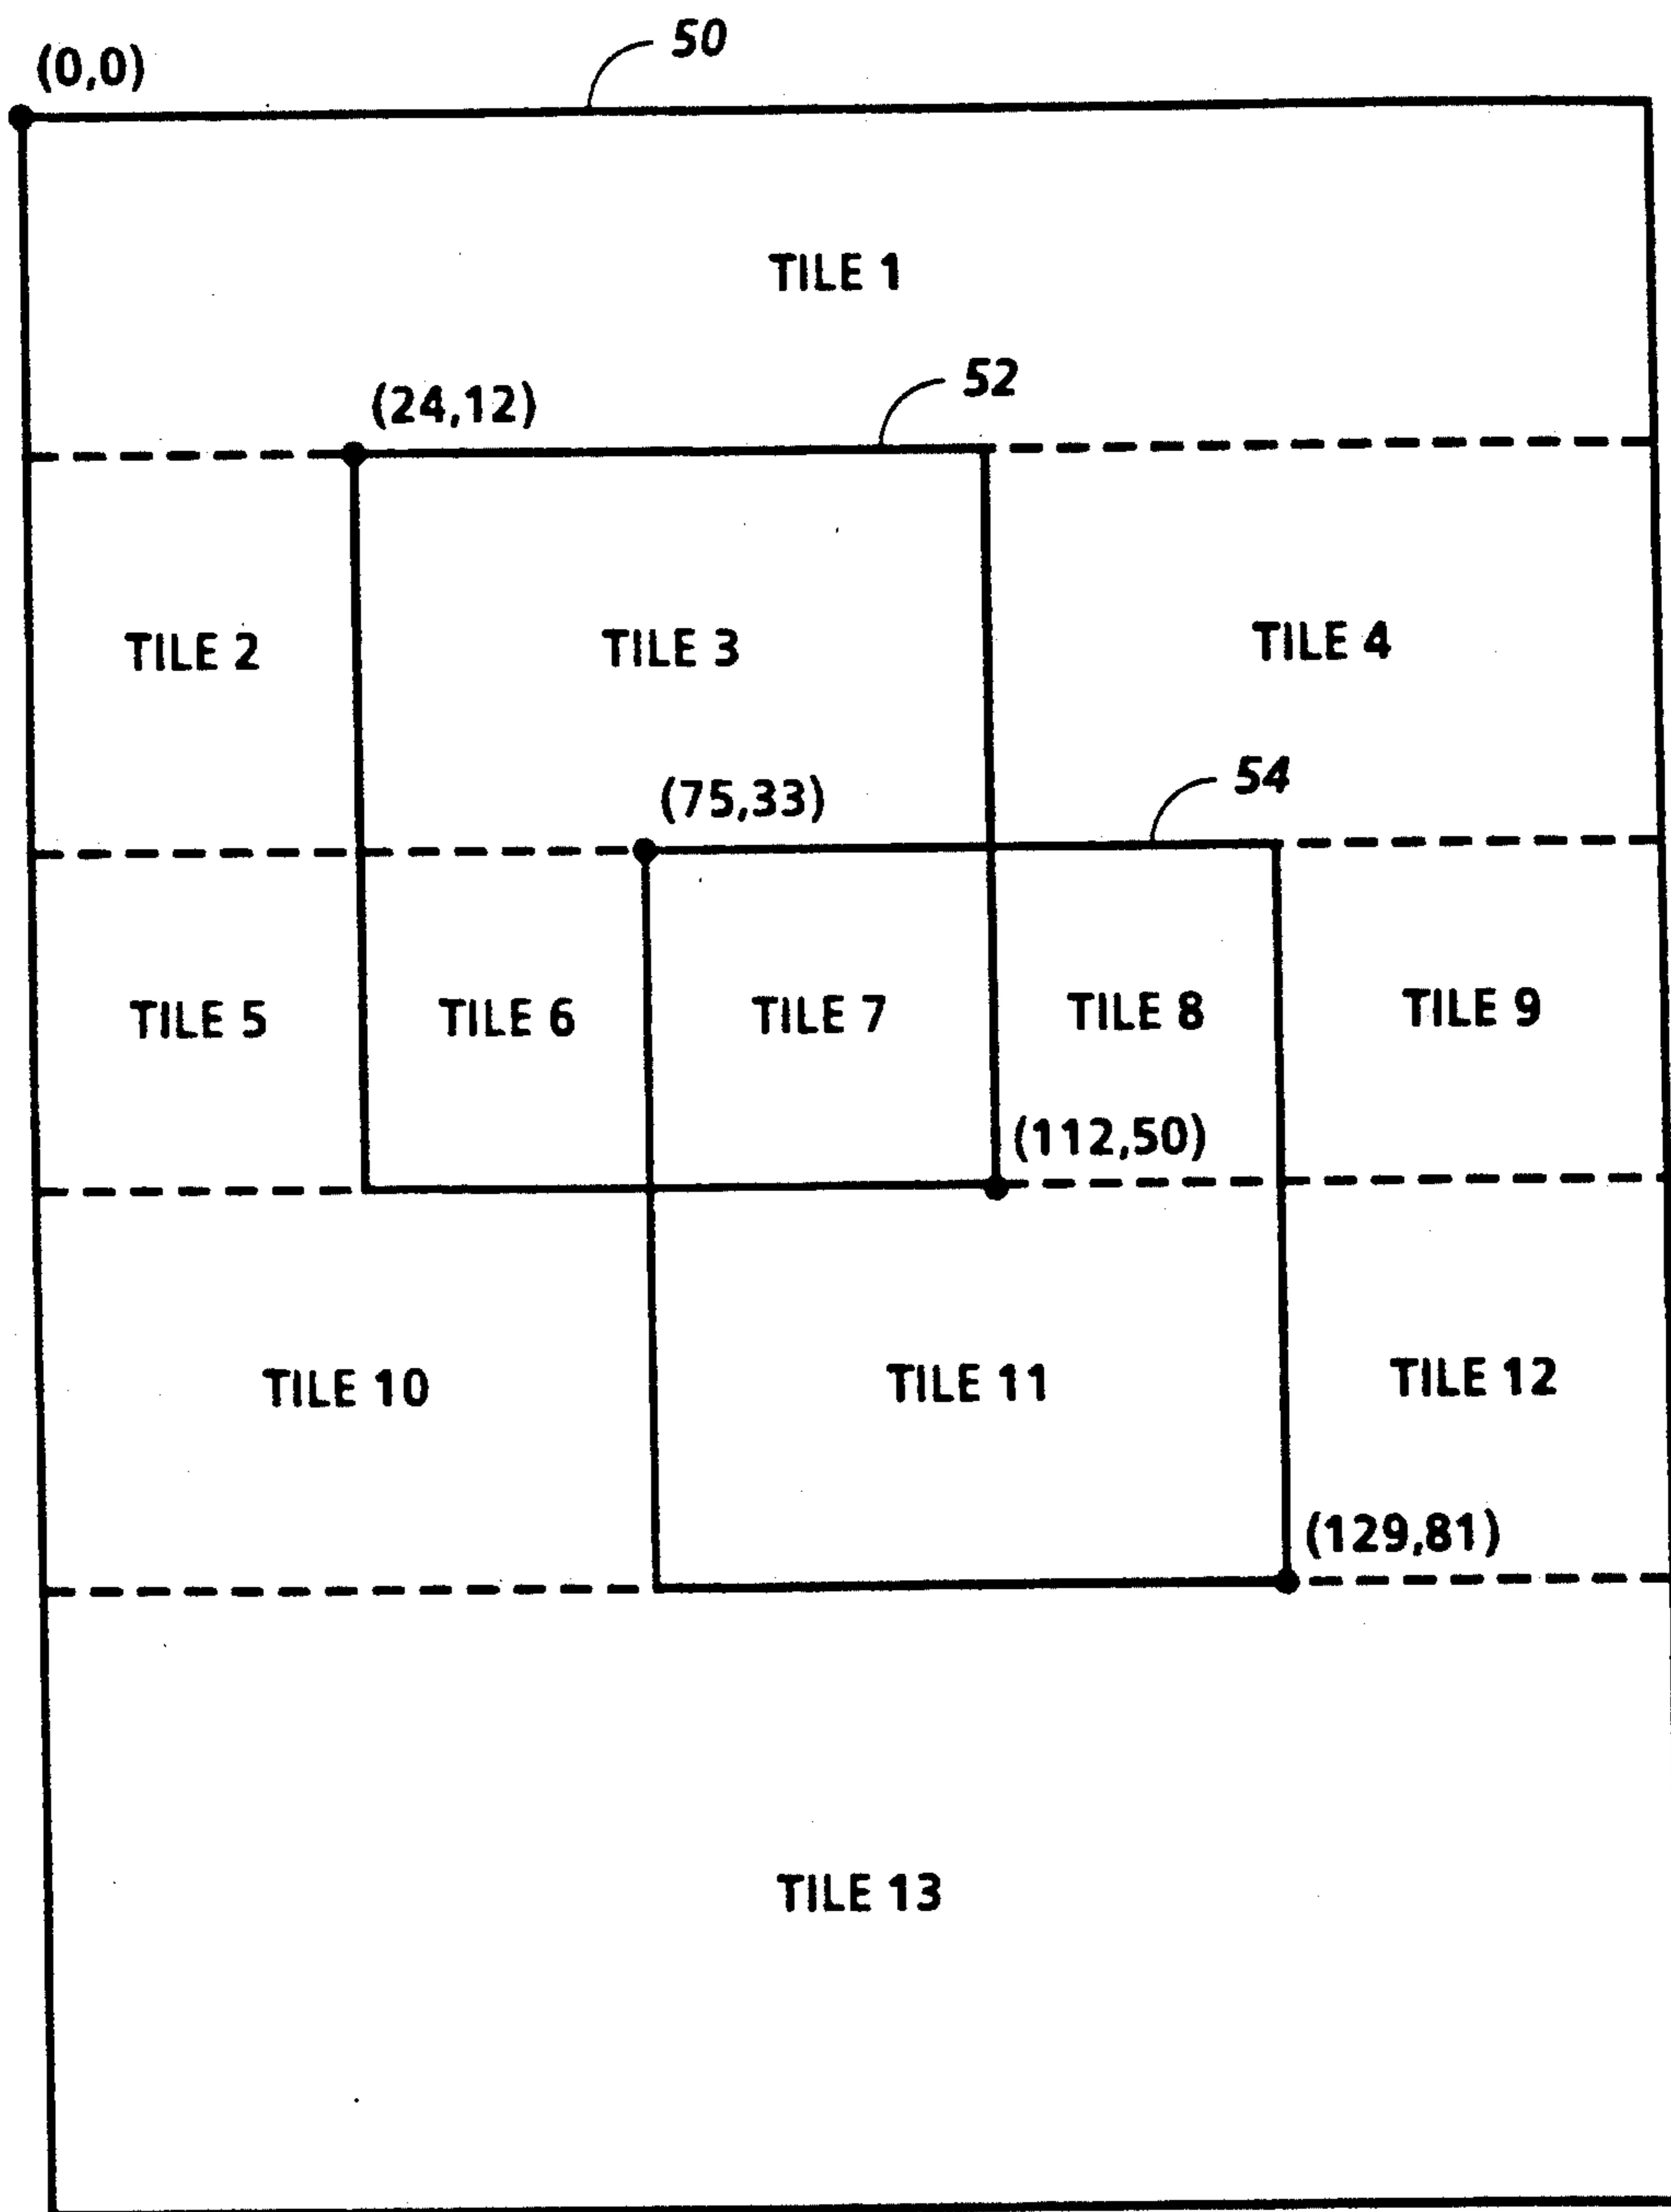 50
(0,0)
TILE 1
52
(24,12)
TILE 2 TILE 3 TILE 4
54
(75,33)
TILE 5 TILE 6 TILE 7 TILE 8 TILE 9
(112,50)
TILE 10 TILE 11 TILE 12
(129,81)
TILE 13